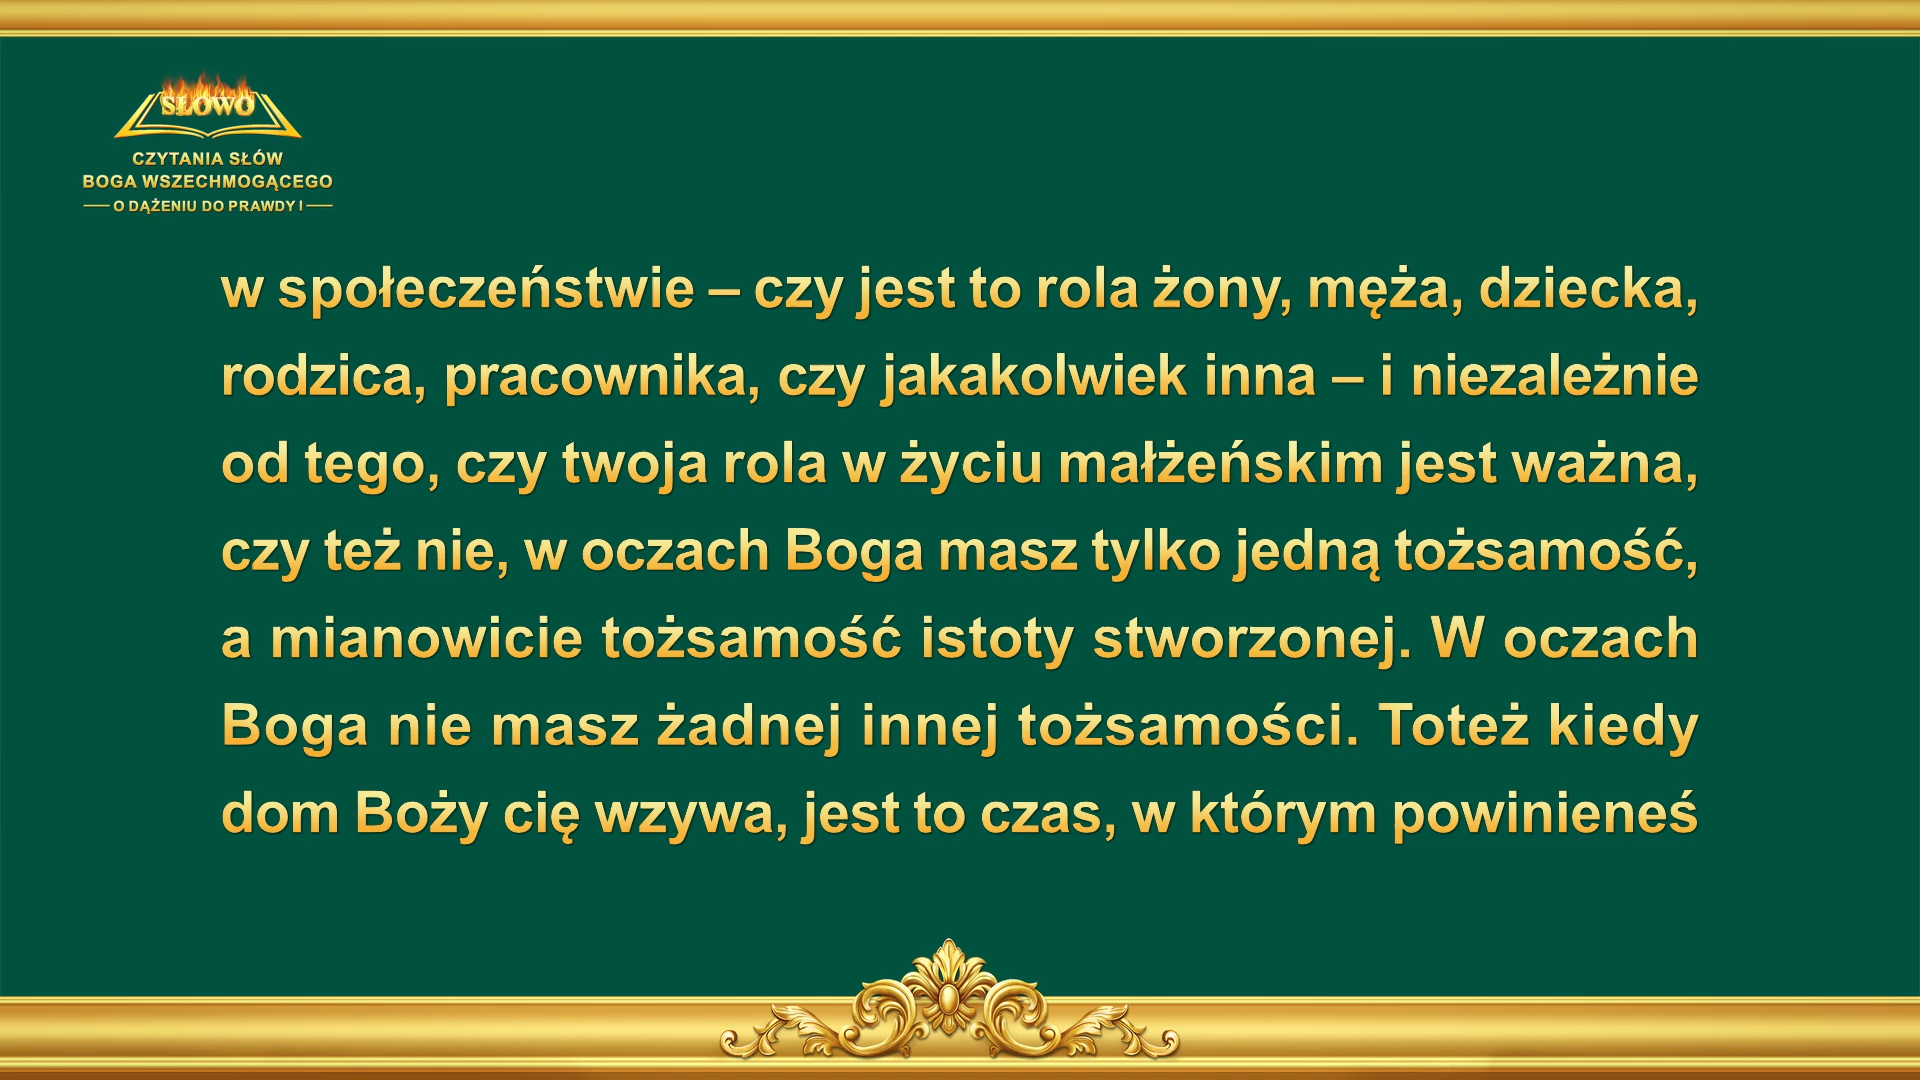 SŁOWO
CZYTANIA SŁÓW
BOGA WSZECHMOGĄCEGO
O DĄŻENIU DO PRAWDY I
w społeczeństwie – czy jest to rola żony, męża, dziecka,
rodzica, pracownika, czy jakakolwiek inna – i niezależnie
od tego, czy twoja rola w życiu małżeńskim jest ważna,
czy też nie, w oczach Boga masz tylko jedną tożsamość,
a mianowicie tożsamość istoty stworzonej. W oczach
Boga nie masz żadnej innej tożsamości. Toteż kiedy
dom Boży cię wzywa, jest to czas, w którym powinieneś